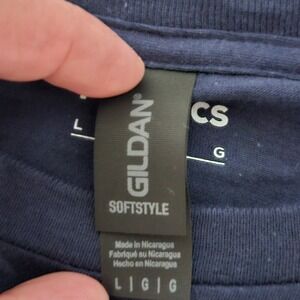 CS
L
G
GILDAN®
SOFTSTYLE
Made in Nicaragua
Fabriqué au Nicaragua
Hecho en Nicaragua
L | G | G